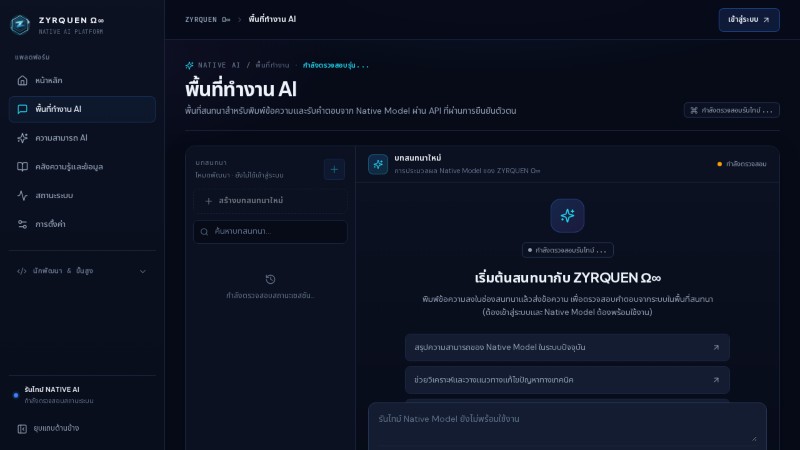 ZYRQUEN Ω∞
NATIVE AI PLATFORM
แพลตฟอร์ม
หน้าหลัก
พื้นที่ทำงาน AI
ความสามารถ AI
คลังความรู้และข้อมูล
สถานะระบบ
การตั้งค่า
นักพัฒนา & ขั้นสูง
รันไทม์ NATIVE AI
กำลังตรวจสอบสถานะระบบ
ยุบแถบด้านข้าง
ZYRQUEN Ω∞ > พื้นที่ทำงาน AI
เข้าสู่ระบบ
NATIVE AI / พื้นที่ทำงาน · กำลังตรวจสอบรุ่น...
พื้นที่ทำงาน AI
พื้นที่สนทนาสำหรับพิมพ์ข้อความและรับคำตอบจาก Native Model ผ่าน API ที่ผ่านการยืนยันตัวตน
กำลังตรวจสอบรันไทม์ ...
บทสนทนา
โหมดพัฒนา · ยังไม่ได้เข้าสู่ระบบ
สร้างบทสนทนาใหม่
ค้นหาบทสนทนา...
กำลังตรวจสอบสถานะเซสชัน…
บทสนทนาใหม่
การประมวลผล Native Model ของ ZYRQUEN Ω∞
กำลังตรวจสอบ
กำลังตรวจสอบรันไทม์ ...
เริ่มต้นสนทนากับ ZYRQUEN Ω∞
พิมพ์ข้อความลงในช่องสนทนาแล้วส่งข้อความ เพื่อตรวจสอบคำตอบจากระบบในพื้นที่สนทนา
(ต้องเข้าสู่ระบบและ Native Model ต้องพร้อมใช้งาน)
สรุปความสามารถของ Native Model ในระบบปัจจุบัน
ช่วยวิเคราะห์และวางแนวทางแก้ไขปัญหาทางเทคนิค
รันไทม์ Native Model ยังไม่พร้อมใช้งาน